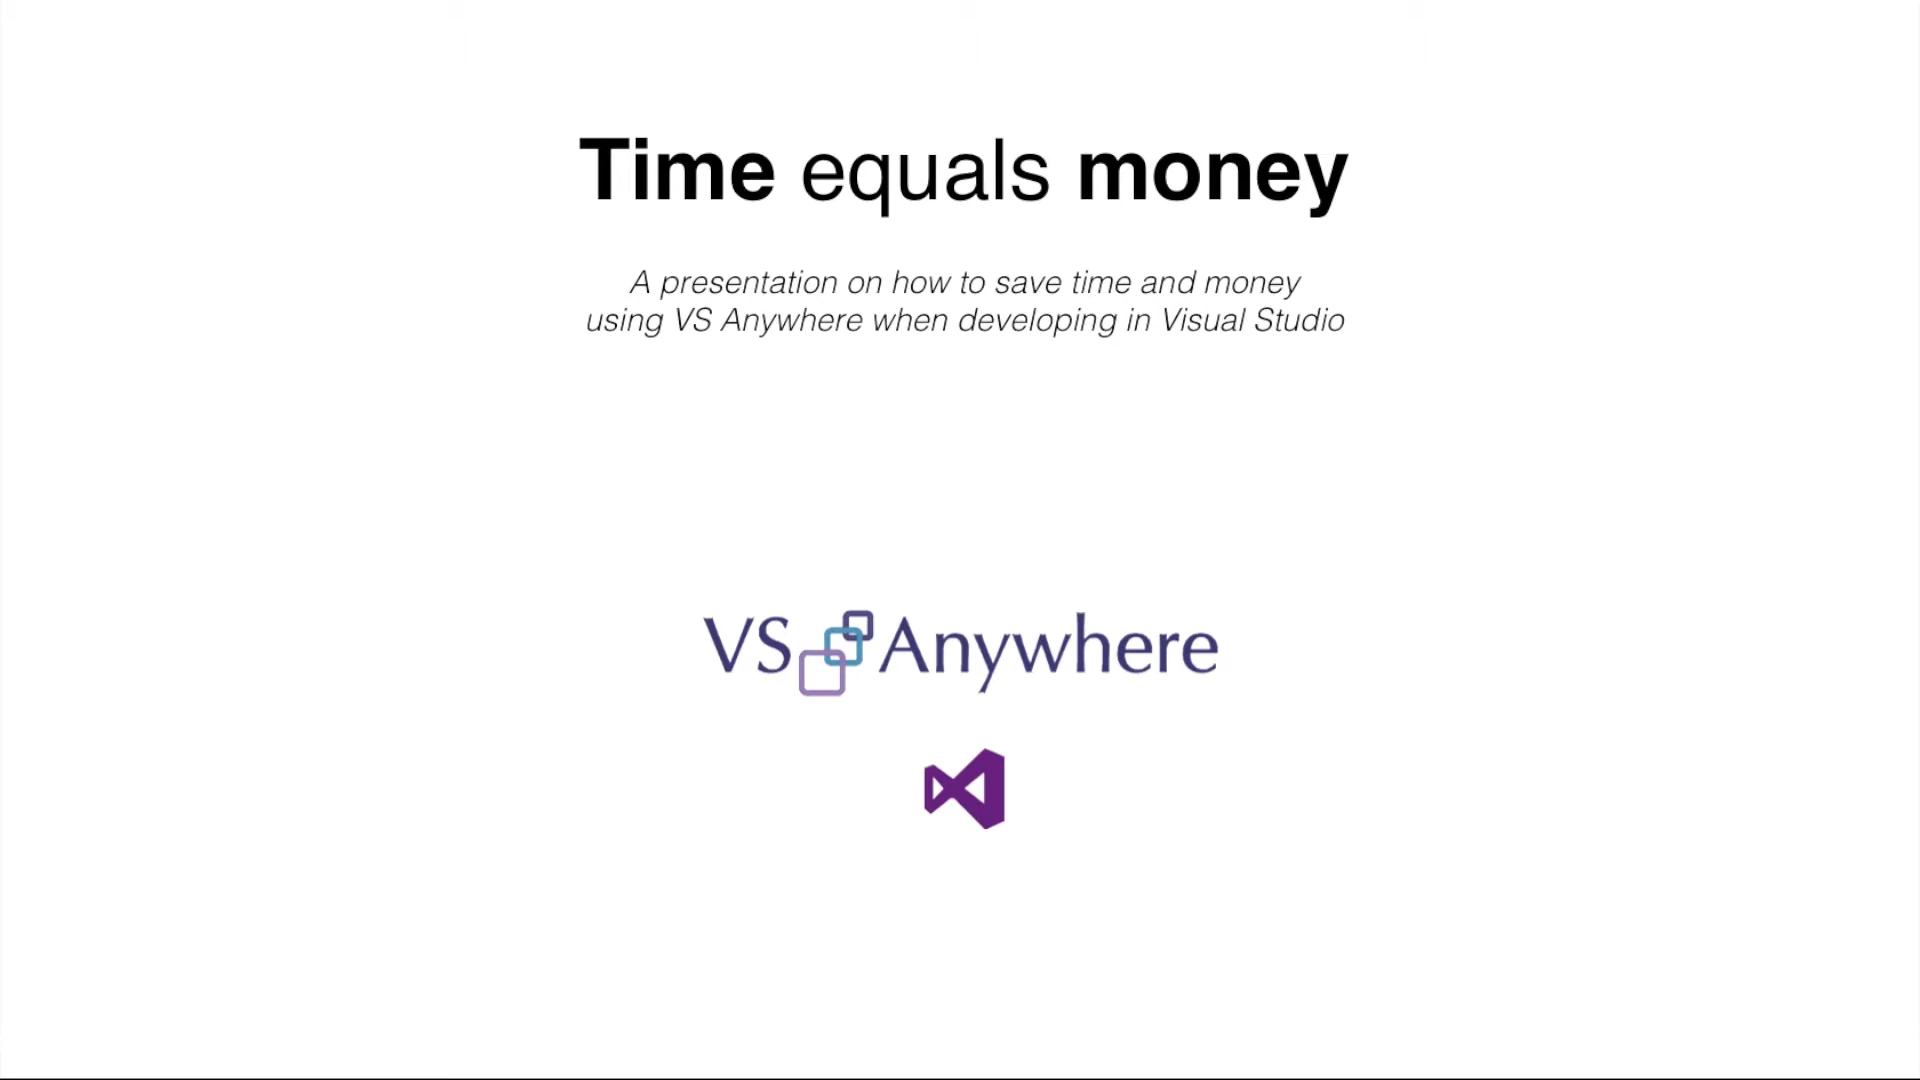 Time equals money
A presentation on how to save time and money
using VS Anywhere when developing in Visual Studio
VS Anywhere